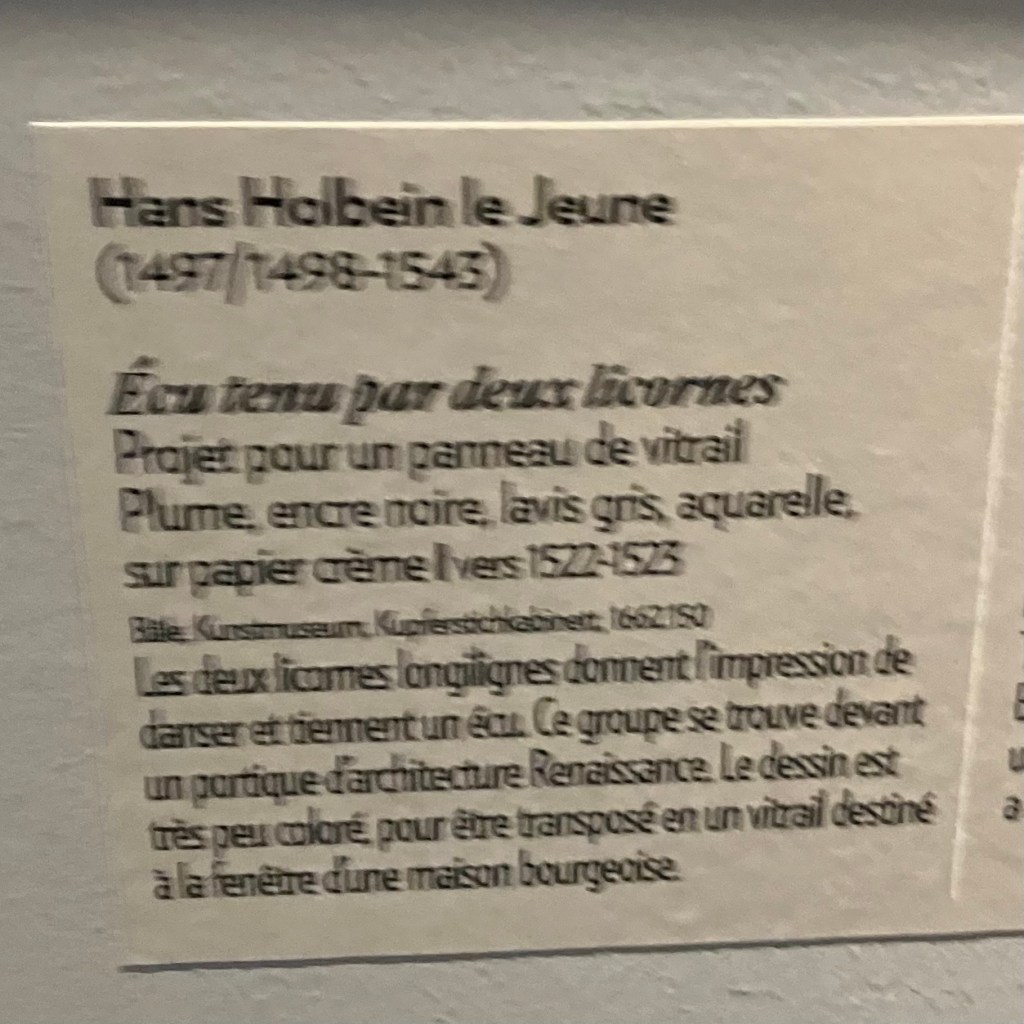 Hans Holbein le Jeune
(1497/1498-1543)
Écu tenu par deux licornes
Projet pour un panneau de vitrail
Plume, encre noire, lavis gris, aquarelle,
sur papier crème | vers 1522-1523
Bâle, Kunstmuseum, Kupferstichkabinett, 1662.150
Les deux licornes longilignes donnent l'impression de
danser et tiennent un écu. Ce groupe se trouve devant
un portique d'architecture Renaissance. Le dessin est
très peu coloré, pour être transposé en un vitrail destiné
à la fenêtre d'une maison bourgeoise.